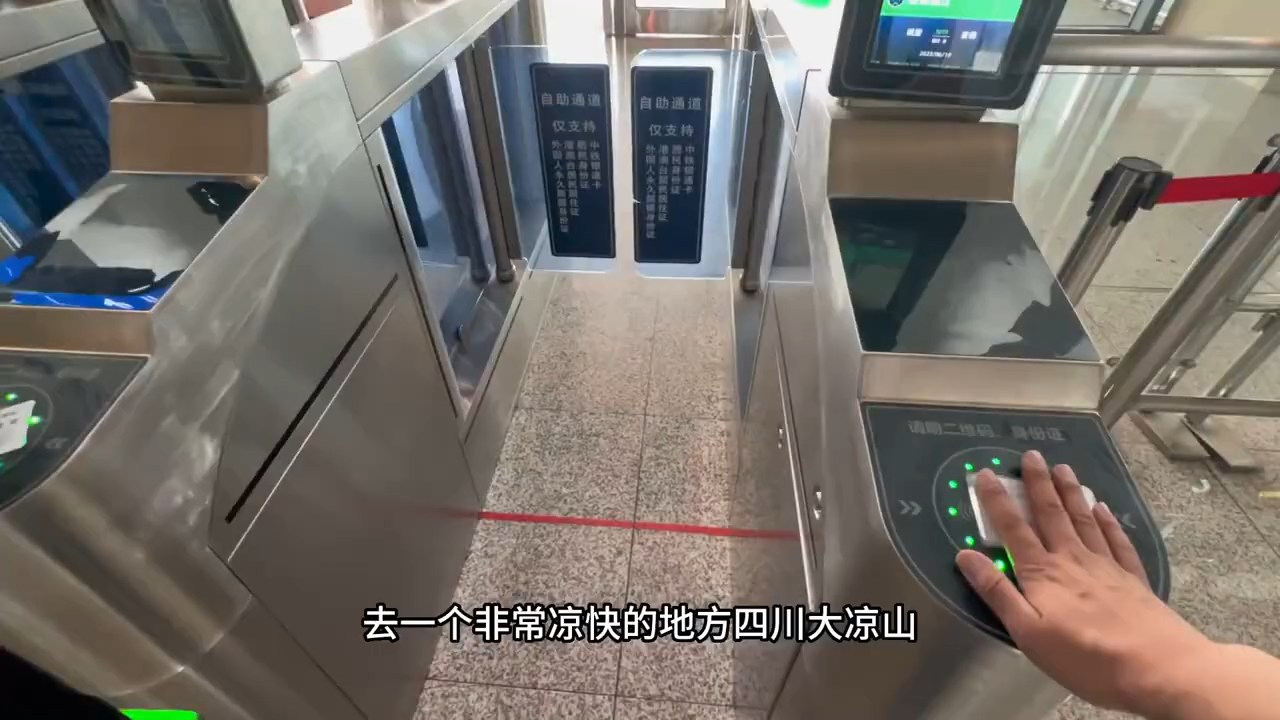 自助通道
仅支持
中铁银通卡
居民身份证
港澳台居民居住证
外国人永久居留身份证
自助通道
仅支持
中铁银通卡
居民身份证
港澳台居民居住证
外国人永久居留身份证
请刷二维码 身份证
去一个非常凉快的地方四川大凉山